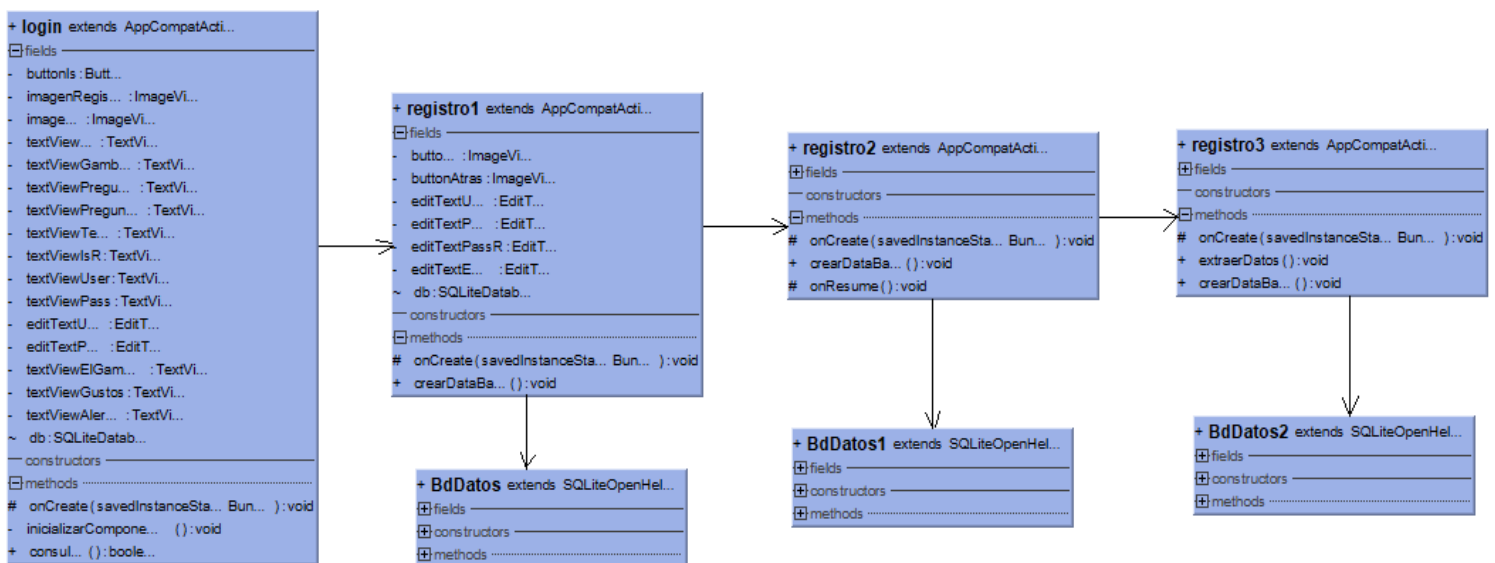 + login extends AppCompatActi...
fields
- buttonIs : Butt...
- imagenRegis... : ImageVi...
- image... : ImageVi...
- textView... : TextVi...
- textViewGamb... : TextVi...
- textViewPregu... : TextVi...
- textViewPregun... : TextVi...
- textViewTe... : TextVi...
- textViewIsR : TextVi...
- textViewUser : TextVi...
- textViewPass : TextVi...
- editTextU... : EditT...
- editTextP... : EditT...
- textViewElGam... : TextVi...
- textViewGustos : TextVi...
- textViewAler... : TextVi...
~ db : SQLiteDatab...
constructors
methods
# onCreate ( savedInstanceSta... Bun... ) : void
- inicializarCompone... () : void
+ consul... () : boole...
+ registro1 extends AppCompatActi...
fields
- butto... : ImageVi...
- buttonAtras : ImageVi...
- editTextU... : EditT...
- editTextP... : EditT...
- editTextPassR : EditT...
- editTextE... : EditT...
~ db : SQLiteDatab...
constructors
methods
# onCreate ( savedInstanceSta... Bun... ) : void
+ crearDataBa... () : void
+ BdDatos extends SQLiteOpenHel...
fields
constructors
methods
+ registro2 extends AppCompatActi...
fields
constructors
methods
# onCreate ( savedInstanceSta... Bun... ) : void
+ crearDataBa... () : void
# onResume () : void
+ BdDatos1 extends SQLiteOpenHel...
fields
constructors
methods
+ registro3 extends AppCompatActi...
fields
constructors
methods
# onCreate ( savedInstanceSta... Bun... ) : void
+ extraerDatos () : void
+ crearDataBa... () : void
+ BdDatos2 extends SQLiteOpenHel...
fields
constructors
methods